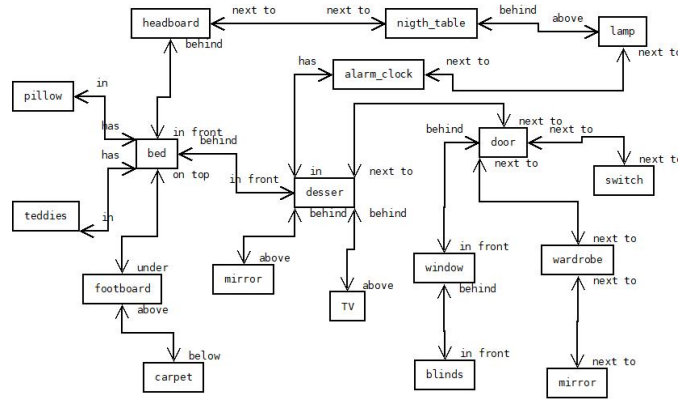 next to
next to
behind
headboard
nigth_table
above
lamp
behind
next to
has
alarm_clock
next to
in
pillow
has
in front
behind
behind
next to
next to
door
bed
has
next to
next to
on top
in front
in
next to
switch
desser
teddies
in
behind
behind
next to
in front
under
above
mirror
window
wardrobe
next to
footboard
above
above
TV
behind
in front
next to
below
carpet
blinds
mirror